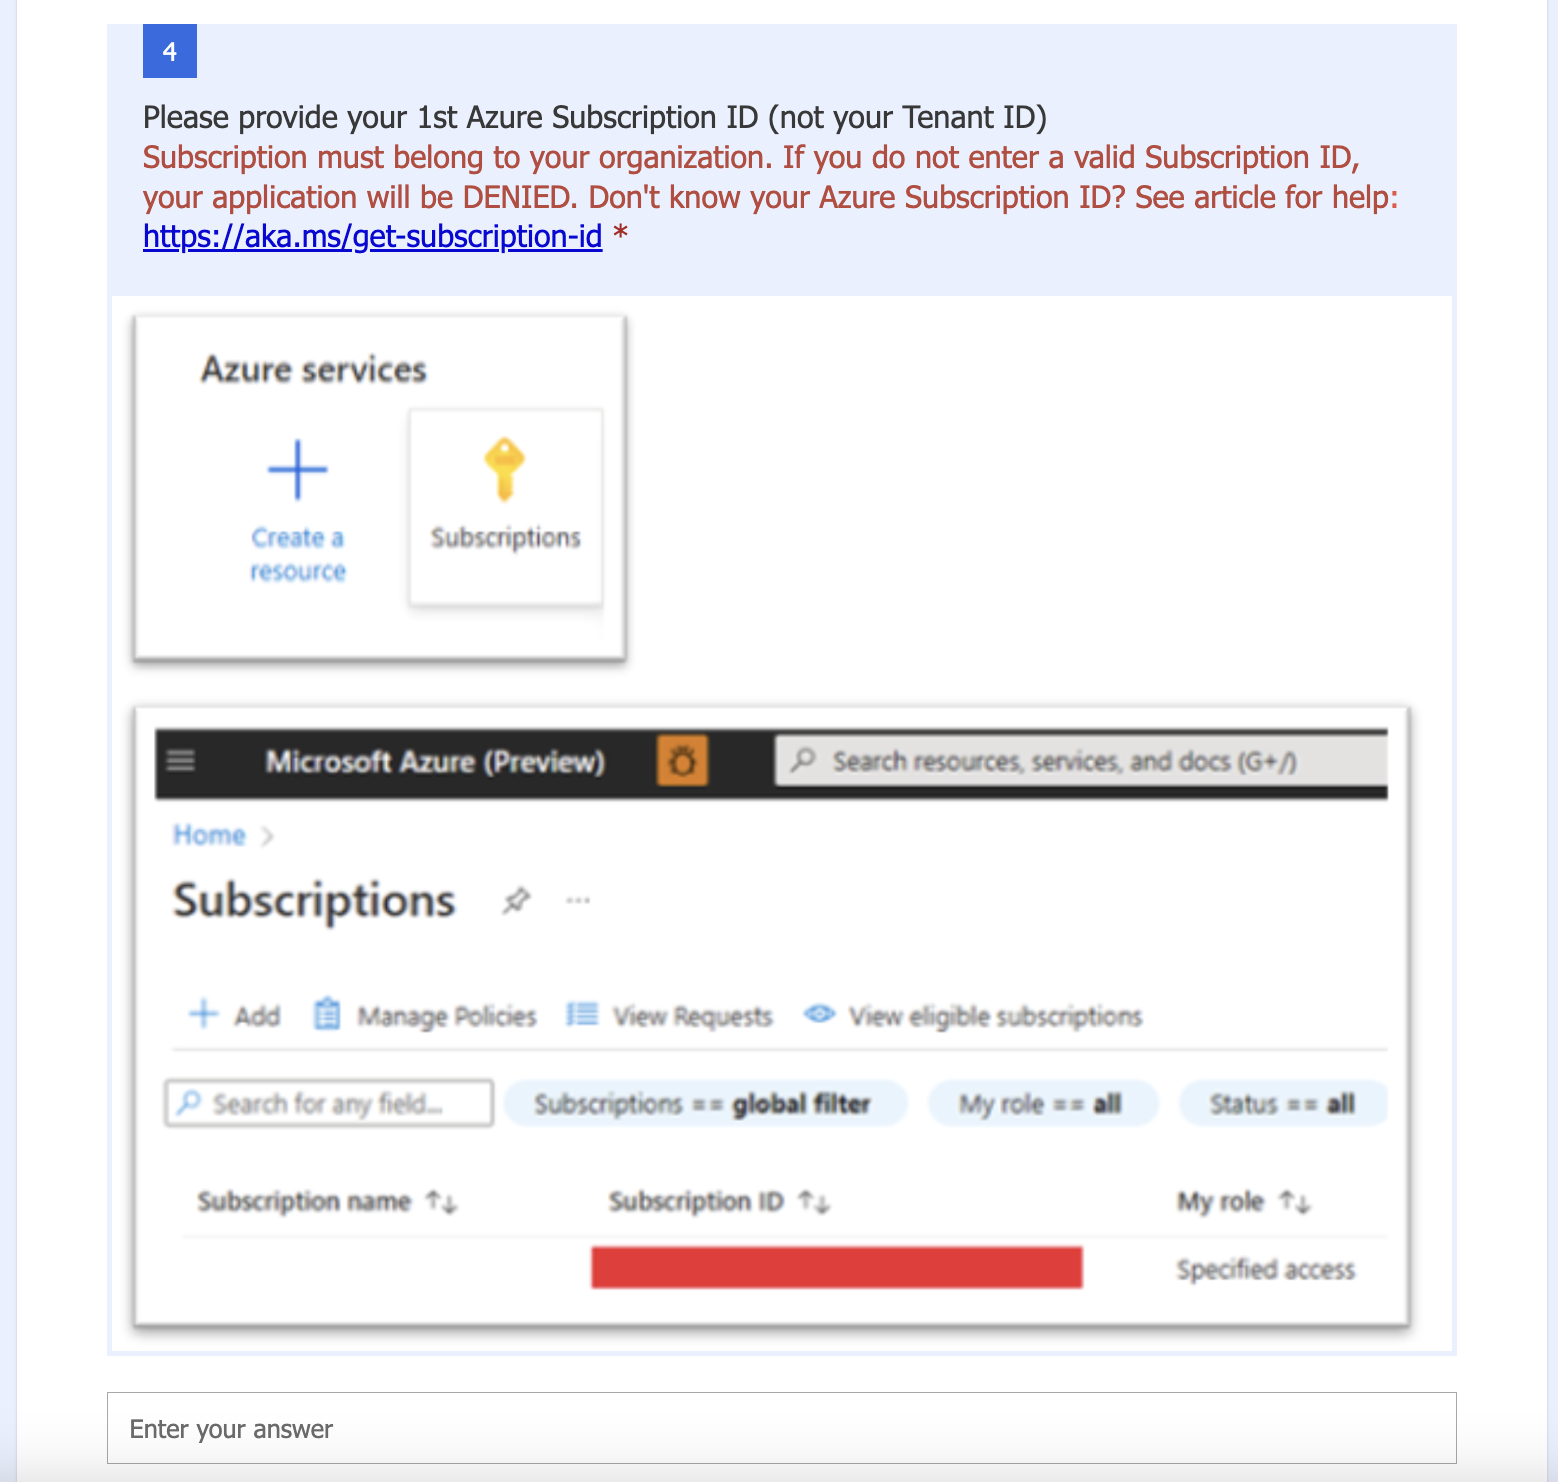 4
Please provide your 1st Azure Subscription ID (not your Tenant ID)
Subscription must belong to your organization. If you do not enter a valid Subscription ID,
your application will be DENIED. Don't know your Azure Subscription ID? See article for help:
https://aka.ms/get-subscription-id *
Azure services
Create a
resource
Subscriptions
Microsoft Azure (Preview)
Search resources, services, and docs (G+/)
Home >
Subscriptions ...
Add Manage Policies View Requests View eligible subscriptions
Search for any field... Subscriptions == global filter My role == all Status == all
Subscription name ↑↓ Subscription ID ↑↓ My role ↑↓
Specified access
Enter your answer